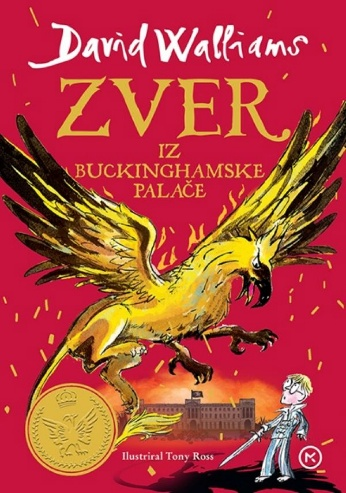 David Walliams
ZVER
IZ
BUCKINGHAMSKE
PALAČE
Ilustriral Tony Ross